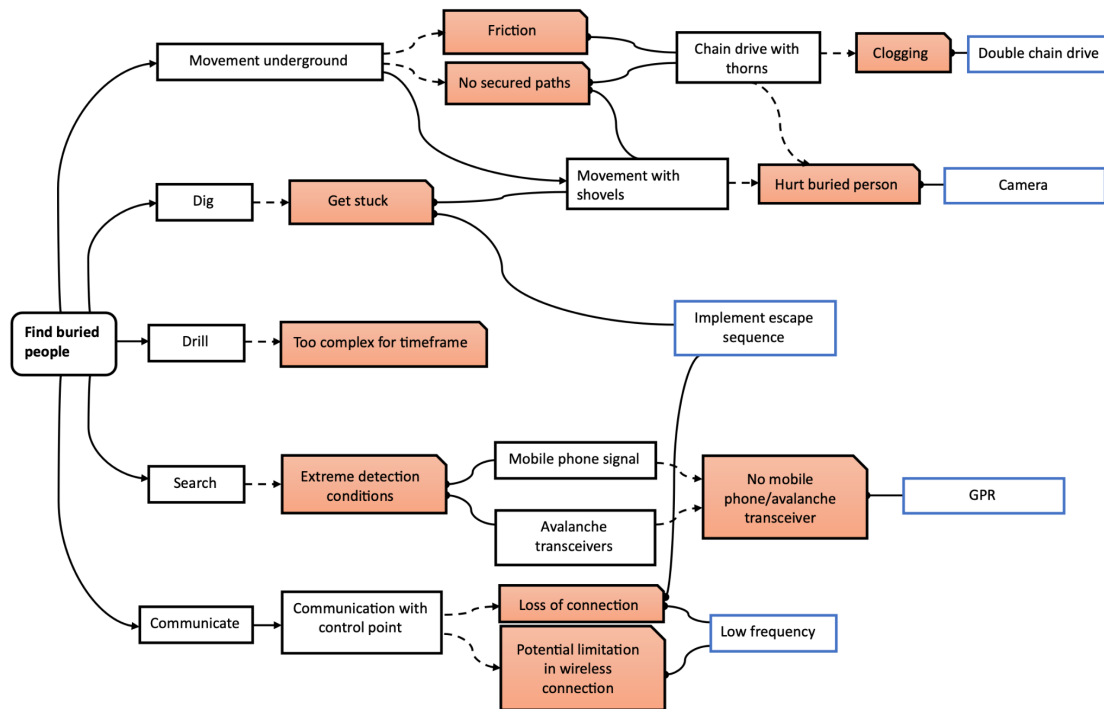 Friction
Movement underground
Chain drive with
thorns
Clogging
Double chain drive
No secured paths
Movement with
shovels
Hurt buried person
Camera
Dig
Get stuck
Find buried
people
Implement escape
sequence
Drill
Too complex for timeframe
Mobile phone signal
Search
Extreme detection
conditions
No mobile
phone/avalanche
transceiver
GPR
Avalanche
transceivers
Communicate
Communication with
control point
Loss of connection
Low frequency
Potential limitation
in wireless
connection